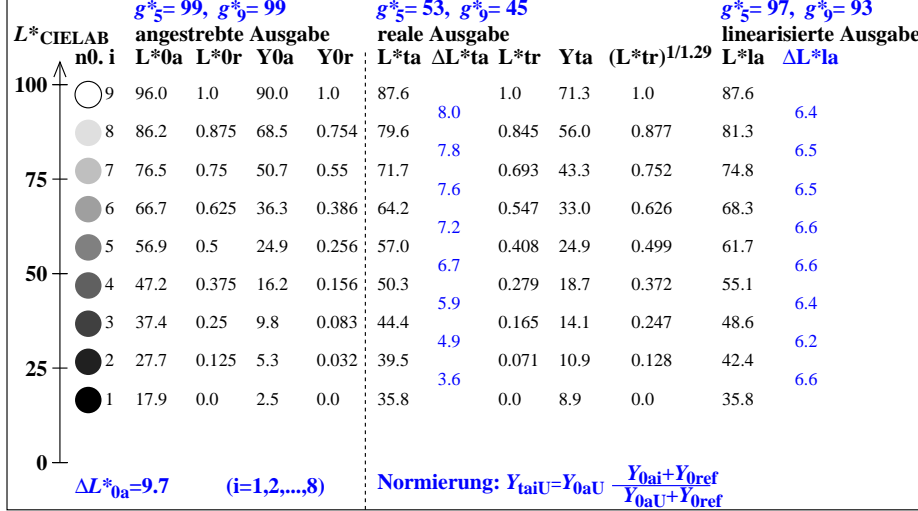 g*5= 99, g*9= 99 g*5= 53, g*9= 45 g*5= 97, g*9= 93
L*CIELAB angestrebte Ausgabe reale Ausgabe linearisierte Ausgabe
n0. i L*0a L*0r Y0a Y0r L*ta ΔL*ta L*tr Yta (L*tr)1/1.29 L*la ΔL*la
100 9 96.0 1.0 90.0 1.0 87.6 1.0 71.3 1.0 87.6
8.0 6.4
8 86.2 0.875 68.5 0.754 79.6 0.845 56.0 0.877 81.3
7.8 6.5
75 7 76.5 0.75 50.7 0.55 71.7 0.693 43.3 0.752 74.8
7.6 6.5
6 66.7 0.625 36.3 0.386 64.2 0.547 33.0 0.626 68.3
7.2 6.6
5 56.9 0.5 24.9 0.256 57.0 0.408 24.9 0.499 61.7
6.7 6.6
50 4 47.2 0.375 16.2 0.156 50.3 0.279 18.7 0.372 55.1
5.9 6.4
3 37.4 0.25 9.8 0.083 44.4 0.165 14.1 0.247 48.6
4.9 6.2
25 2 27.7 0.125 5.3 0.032 39.5 0.071 10.9 0.128 42.4
3.6 6.6
1 17.9 0.0 2.5 0.0 35.8 0.0 8.9 0.0 35.8
0
ΔL*0a=9.7 (i=1,2,...,8) Normierung: YtaiU=Y0aU Y0ai+Y0ref
Y0aU+Y0ref